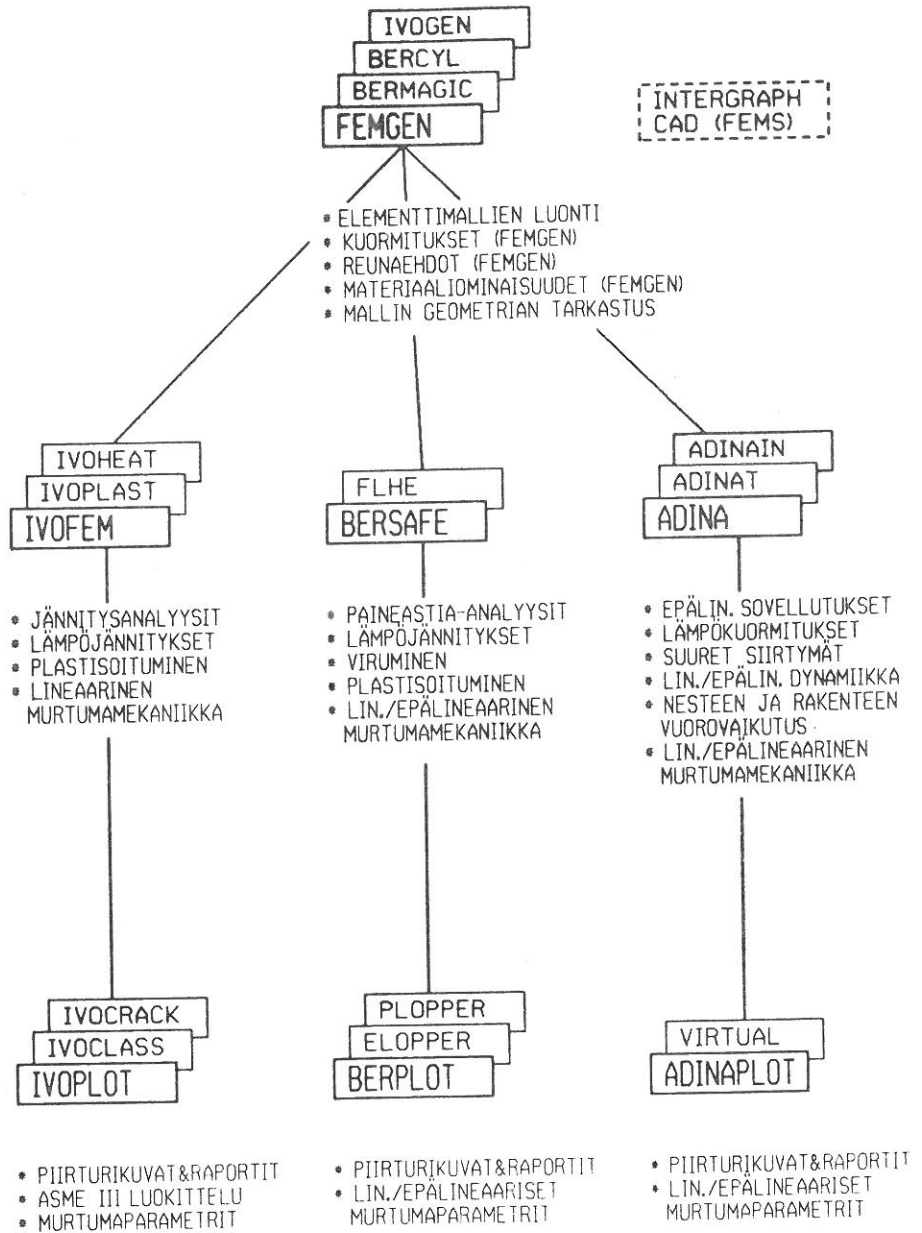 IVOGEN
BERCYL
BERMAGIC
FEMGEN
INTERGRAPH
CAD (FEMS)
* ELEMENTTIMALLIEN LUONTI
* KUORMITUKSET (FEMGEN)
* REUNAEHDOT (FEMGEN)
* MATERIAALIOMINAISUUDET (FEMGEN)
* MALLIN GEOMETRIAN TARKASTUS
IVOHEAT
IVOPLAST
IVOFEM
* JÄNNITYSANALYYSIT
* LÄMPÖJÄNNITYKSET
* PLASTISOITUMINEN
* LINEAARINEN
MURTUMAMEKANIIKKA
FLHE
BERSAFE
* PAINEASTIA-ANALYYSIT
* LÄMPÖJÄNNITYKSET
* VIRUMINEN
* PLASTISOITUMINEN
* LIN./EPÄLINEAARINEN
MURTUMAMEKANIIKKA
ADINAIN
ADINAT
ADINA
* EPÄLIN. SOVELLUTUKSET
* LÄMPÖKUORMITUKSET
* SUURET SIIRTYMÄT
* LIN./EPÄLIN. DYNAMIIKKA
* NESTEEN JA RAKENTEEN
VUOROVAIKUTUS
* LIN./EPÄLINEAARINEN
MURTUMAMEKANIIKKA
IVOCRACK
IVOCLASS
IVOPLOT
* PIIRTURIKUVAT&RAPORTIT
* ASME III LUOKITTELU
* MURTUMAPARAMETRIT
PLOPPER
ELOPPER
BERPLOT
* PIIRTURIKUVAT&RAPORTIT
* LIN./EPÄLINEAARISET
MURTUMAPARAMETRIT
VIRTUAL
ADINAPLOT
* PIIRTURIKUVAT&RAPORTIT
* LIN./EPÄLINEAARISET
MURTUMAPARAMETRIT